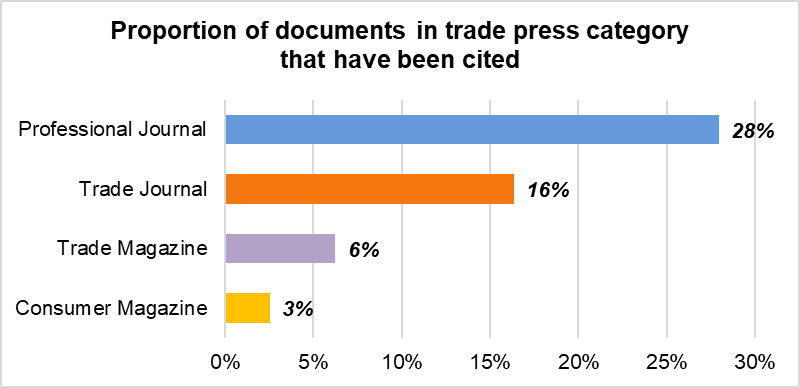 Proportion of documents in trade press category
that have been cited
Professional Journal
28%
Trade Journal
16%
Trade Magazine
6%
Consumer Magazine
3%
0% 5% 10% 15% 20% 25% 30%